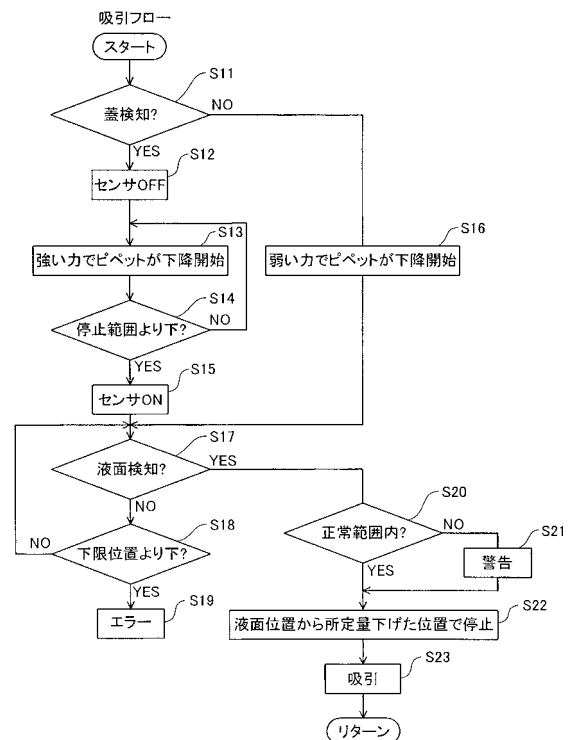 吸引フロー
スタート
S11
蓋検知?
NO
YES
S12
センサOFF
S13
強い力でピペットが下降開始
S16
弱い力でピペットが下降開始
S14
停止範囲より下?
NO
YES
S15
センサON
S17
液面検知?
YES
NO
S18
下限位置より下?
NO
YES
S19
エラー
S20
正常範囲内?
NO
YES
S21
警告
S22
液面位置から所定量下げた位置で停止
S23
吸引
リターン